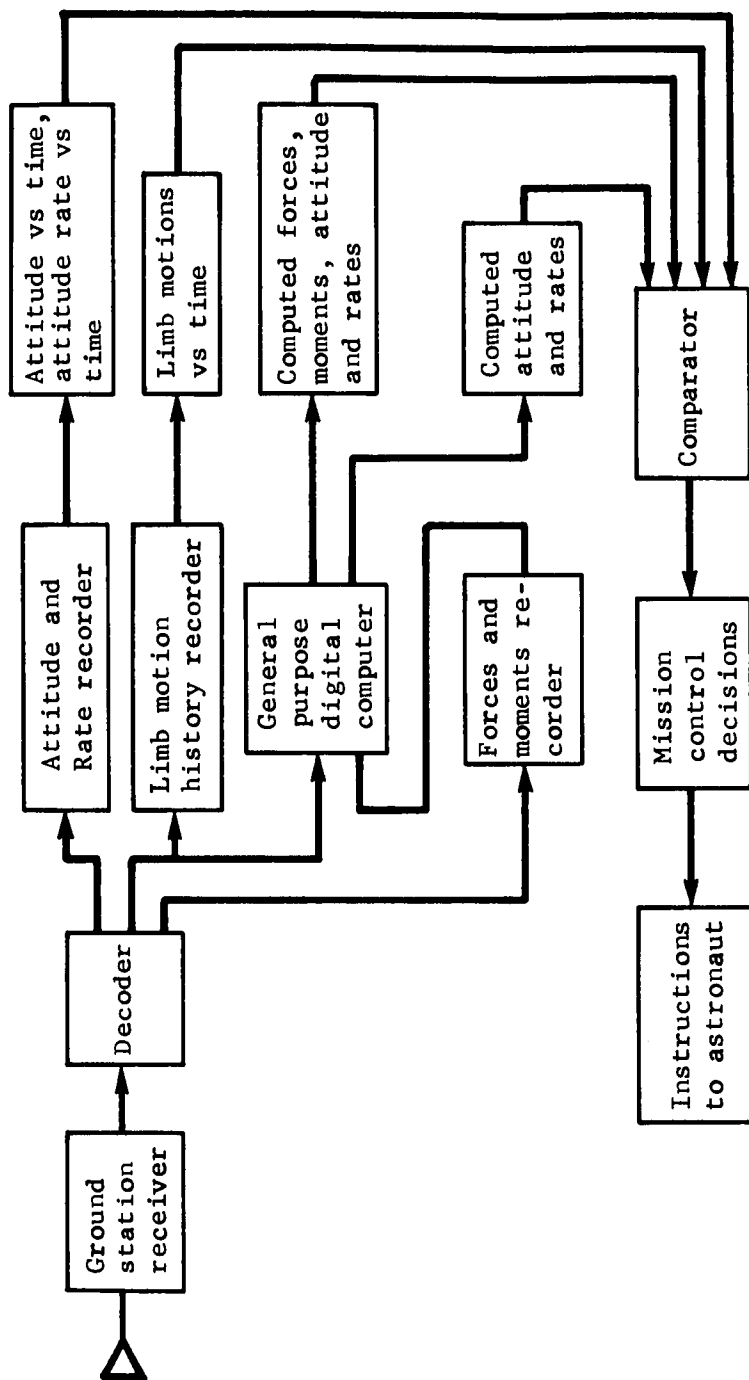 Ground
station
receiver
Decoder
Attitude and
Rate recorder
Limb motion
history recorder
General
purpose
digital
computer
Forces and
moments re-
corder
Attitude vs time,
attitude rate vs
time
Limb motions
vs time
Computed forces,
moments, attitude
and rates
Computed
attitude
and rates
Comparator
Mission
control
decisions
Instructions
to astronaut